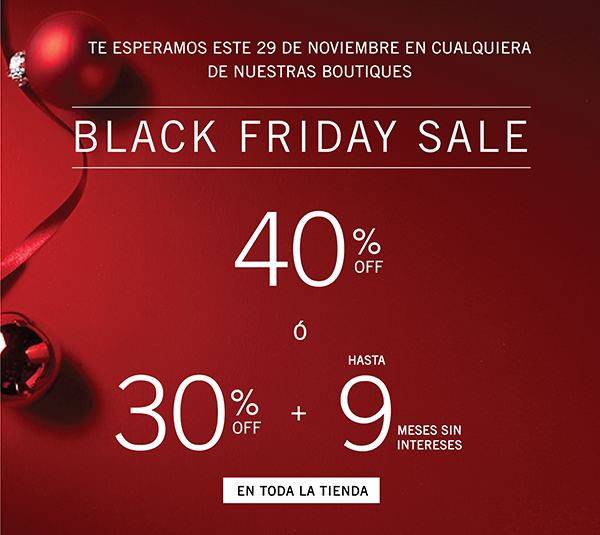 TE ESPERAMOS ESTE 29 DE NOVIEMBRE EN CUALQUIERA
DE NUESTRAS BOUTIQUES
BLACK FRIDAY SALE
40% OFF
Ó
30% OFF + HASTA 9 MESES SIN INTERESES
EN TODA LA TIENDA